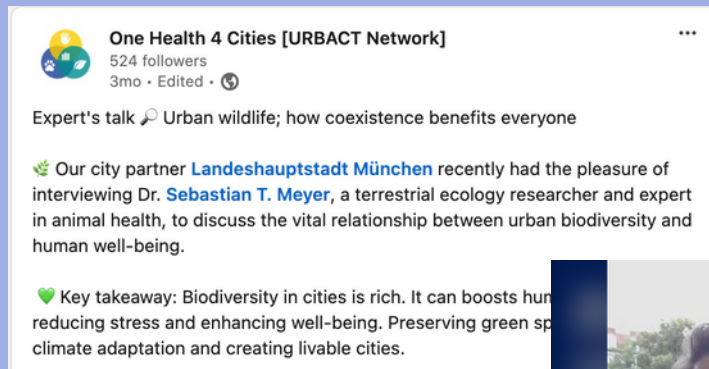 One Health 4 Cities [URBACT Network]
524 followers
3mo • Edited •
Expert's talk 🔎 Urban wildlife; how coexistence benefits everyone
🌿 Our city partner Landeshauptstadt München recently had the pleasure of
interviewing Dr. Sebastian T. Meyer, a terrestrial ecology researcher and expert
in animal health, to discuss the vital relationship between urban biodiversity and
human well-being.
💚 Key takeaway: Biodiversity in cities is rich. It can boosts
reducing stress and enhancing well-being. Preserving green
climate adaptation and creating livable cities.